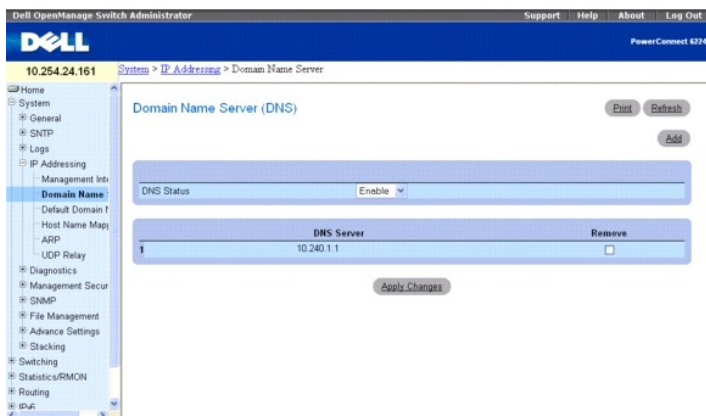 Dell OpenManage Switch Administrator
Support Help About Log Out
DELL
PowerConnect 6224
10.254.24.161
System > IP Addressing > Domain Name Server
Home
System
General
SNTP
Logs
IP Addressing
Management Inte
Domain Name
Default Domain N
Host Name Mapp
ARP
UDP Relay
Diagnostics
Management Secur
SNMP
File Management
Advance Settings
Stacking
Switching
Statistics/RMON
Routing
IPv6
Domain Name Server (DNS)
Print Refresh
Add
DNS Status Enable
DNS Server Remove
1 10.240.1.1
Apply Changes